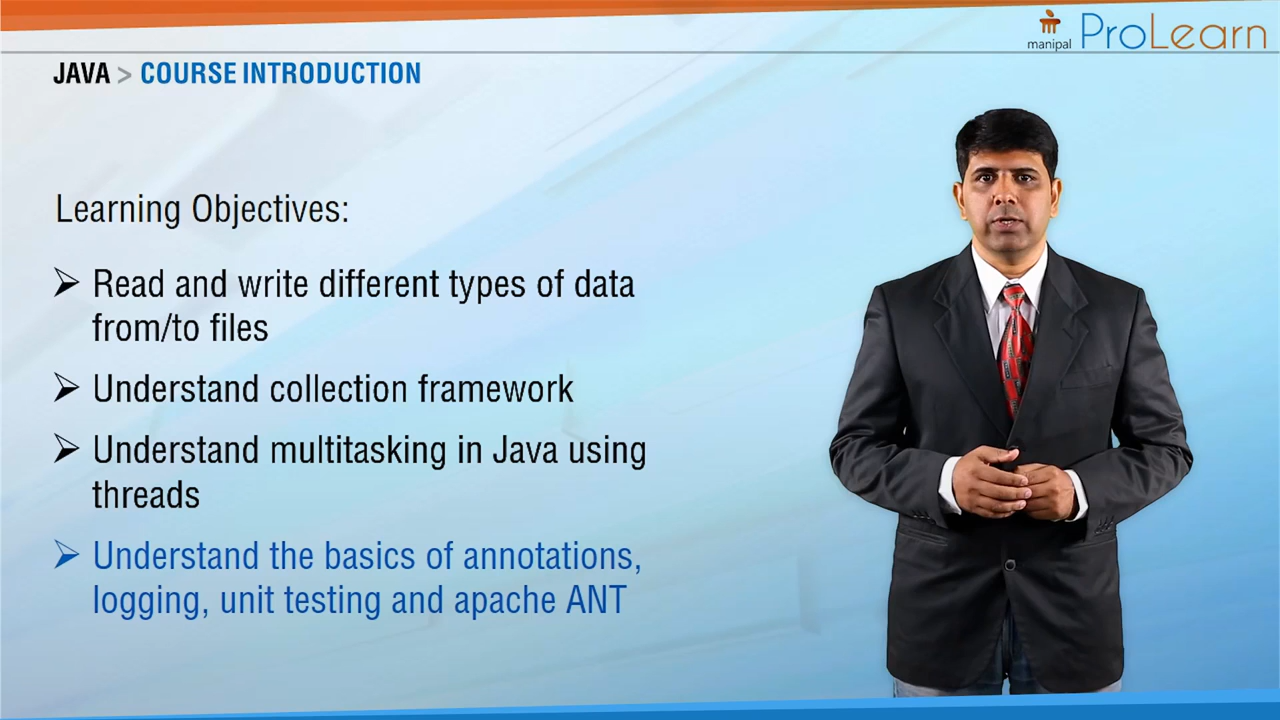 manipal ProLearn
JAVA > COURSE INTRODUCTION
Learning Objectives:
➢ Read and write different types of data
from/to files
➢ Understand collection framework
➢ Understand multitasking in Java using
threads
➢ Understand the basics of annotations,
logging, unit testing and apache ANT